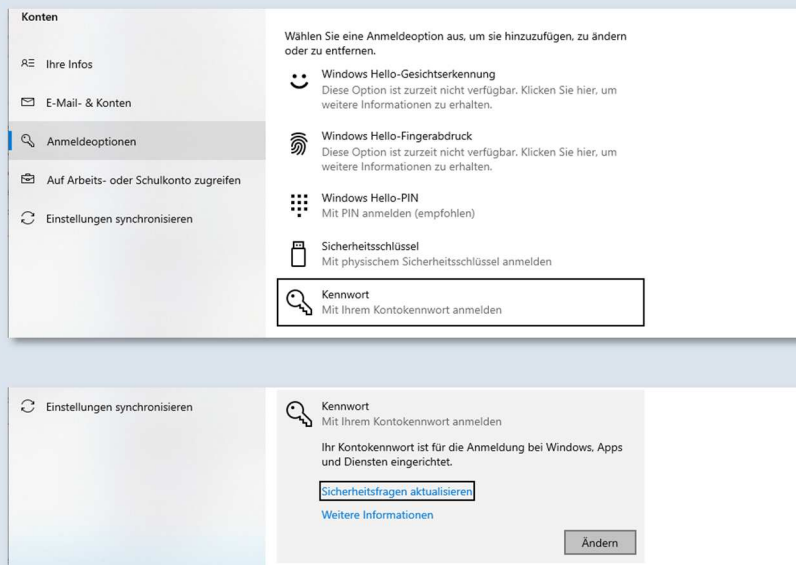 Konten
Ihre Infos
E-Mail- & Konten
Anmeldeoptionen
Auf Arbeits- oder Schulkonto zugreifen
Einstellungen synchronisieren
Wählen Sie eine Anmeldeoption aus, um sie hinzuzufügen, zu ändern
oder zu entfernen.
Windows Hello-Gesichtserkennung
Diese Option ist zurzeit nicht verfügbar. Klicken Sie hier, um
weitere Informationen zu erhalten.
Windows Hello-Fingerabdruck
Diese Option ist zurzeit nicht verfügbar. Klicken Sie hier, um
weitere Informationen zu erhalten.
Windows Hello-PIN
Mit PIN anmelden (empfohlen)
Sicherheitsschlüssel
Mit physischem Sicherheitsschlüssel anmelden
Kennwort
Mit Ihrem Kontokennwort anmelden
Einstellungen synchronisieren
Kennwort
Mit Ihrem Kontokennwort anmelden
Ihr Kontokennwort ist für die Anmeldung bei Windows, Apps
und Diensten eingerichtet.
Sicherheitsfragen aktualisieren
Weitere Informationen
Ändern